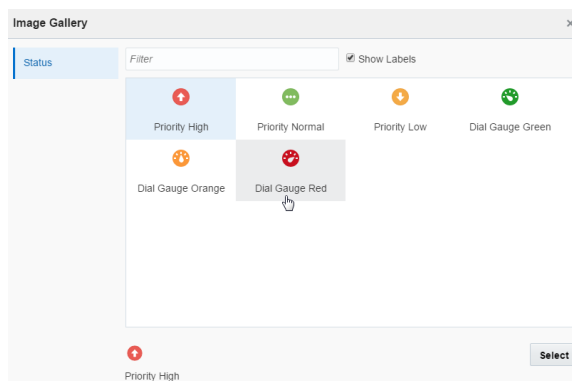 Image Gallery
Status
Filter
Show Labels
Priority High
Priority Normal
Priority Low
Dial Gauge Green
Dial Gauge Orange
Dial Gauge Red
Priority High
Select